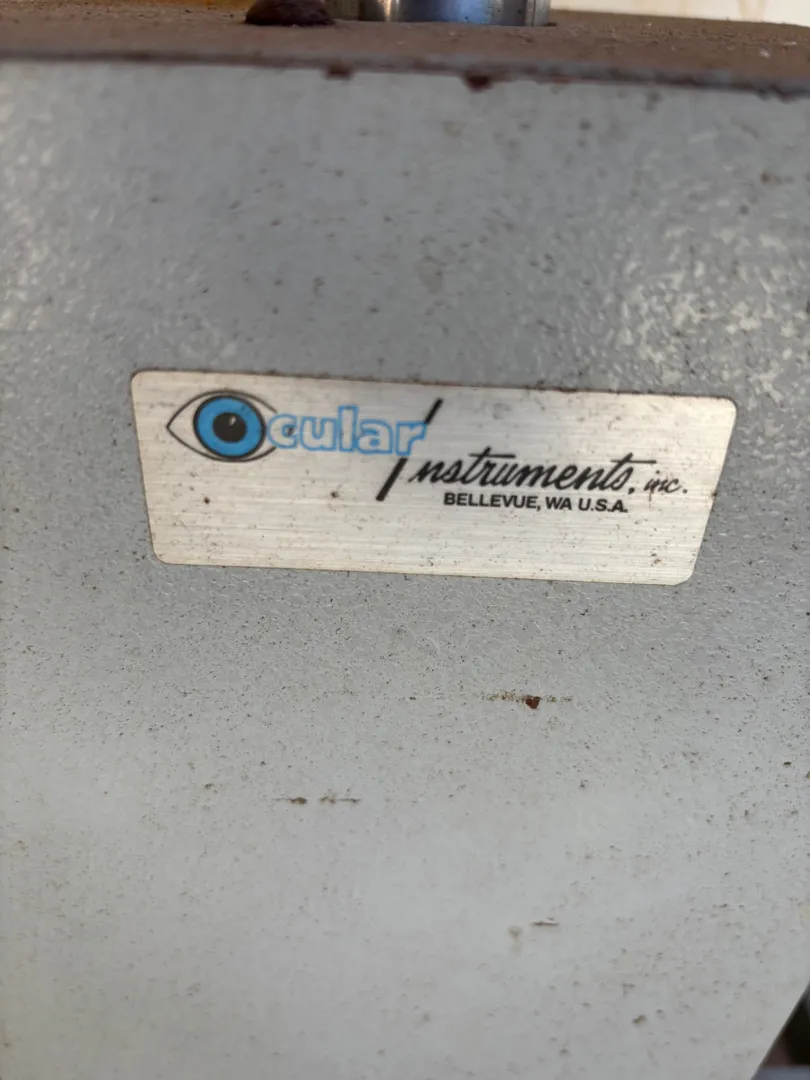 Ocular Instruments, inc.
BELLEVUE, WA U.S.A.